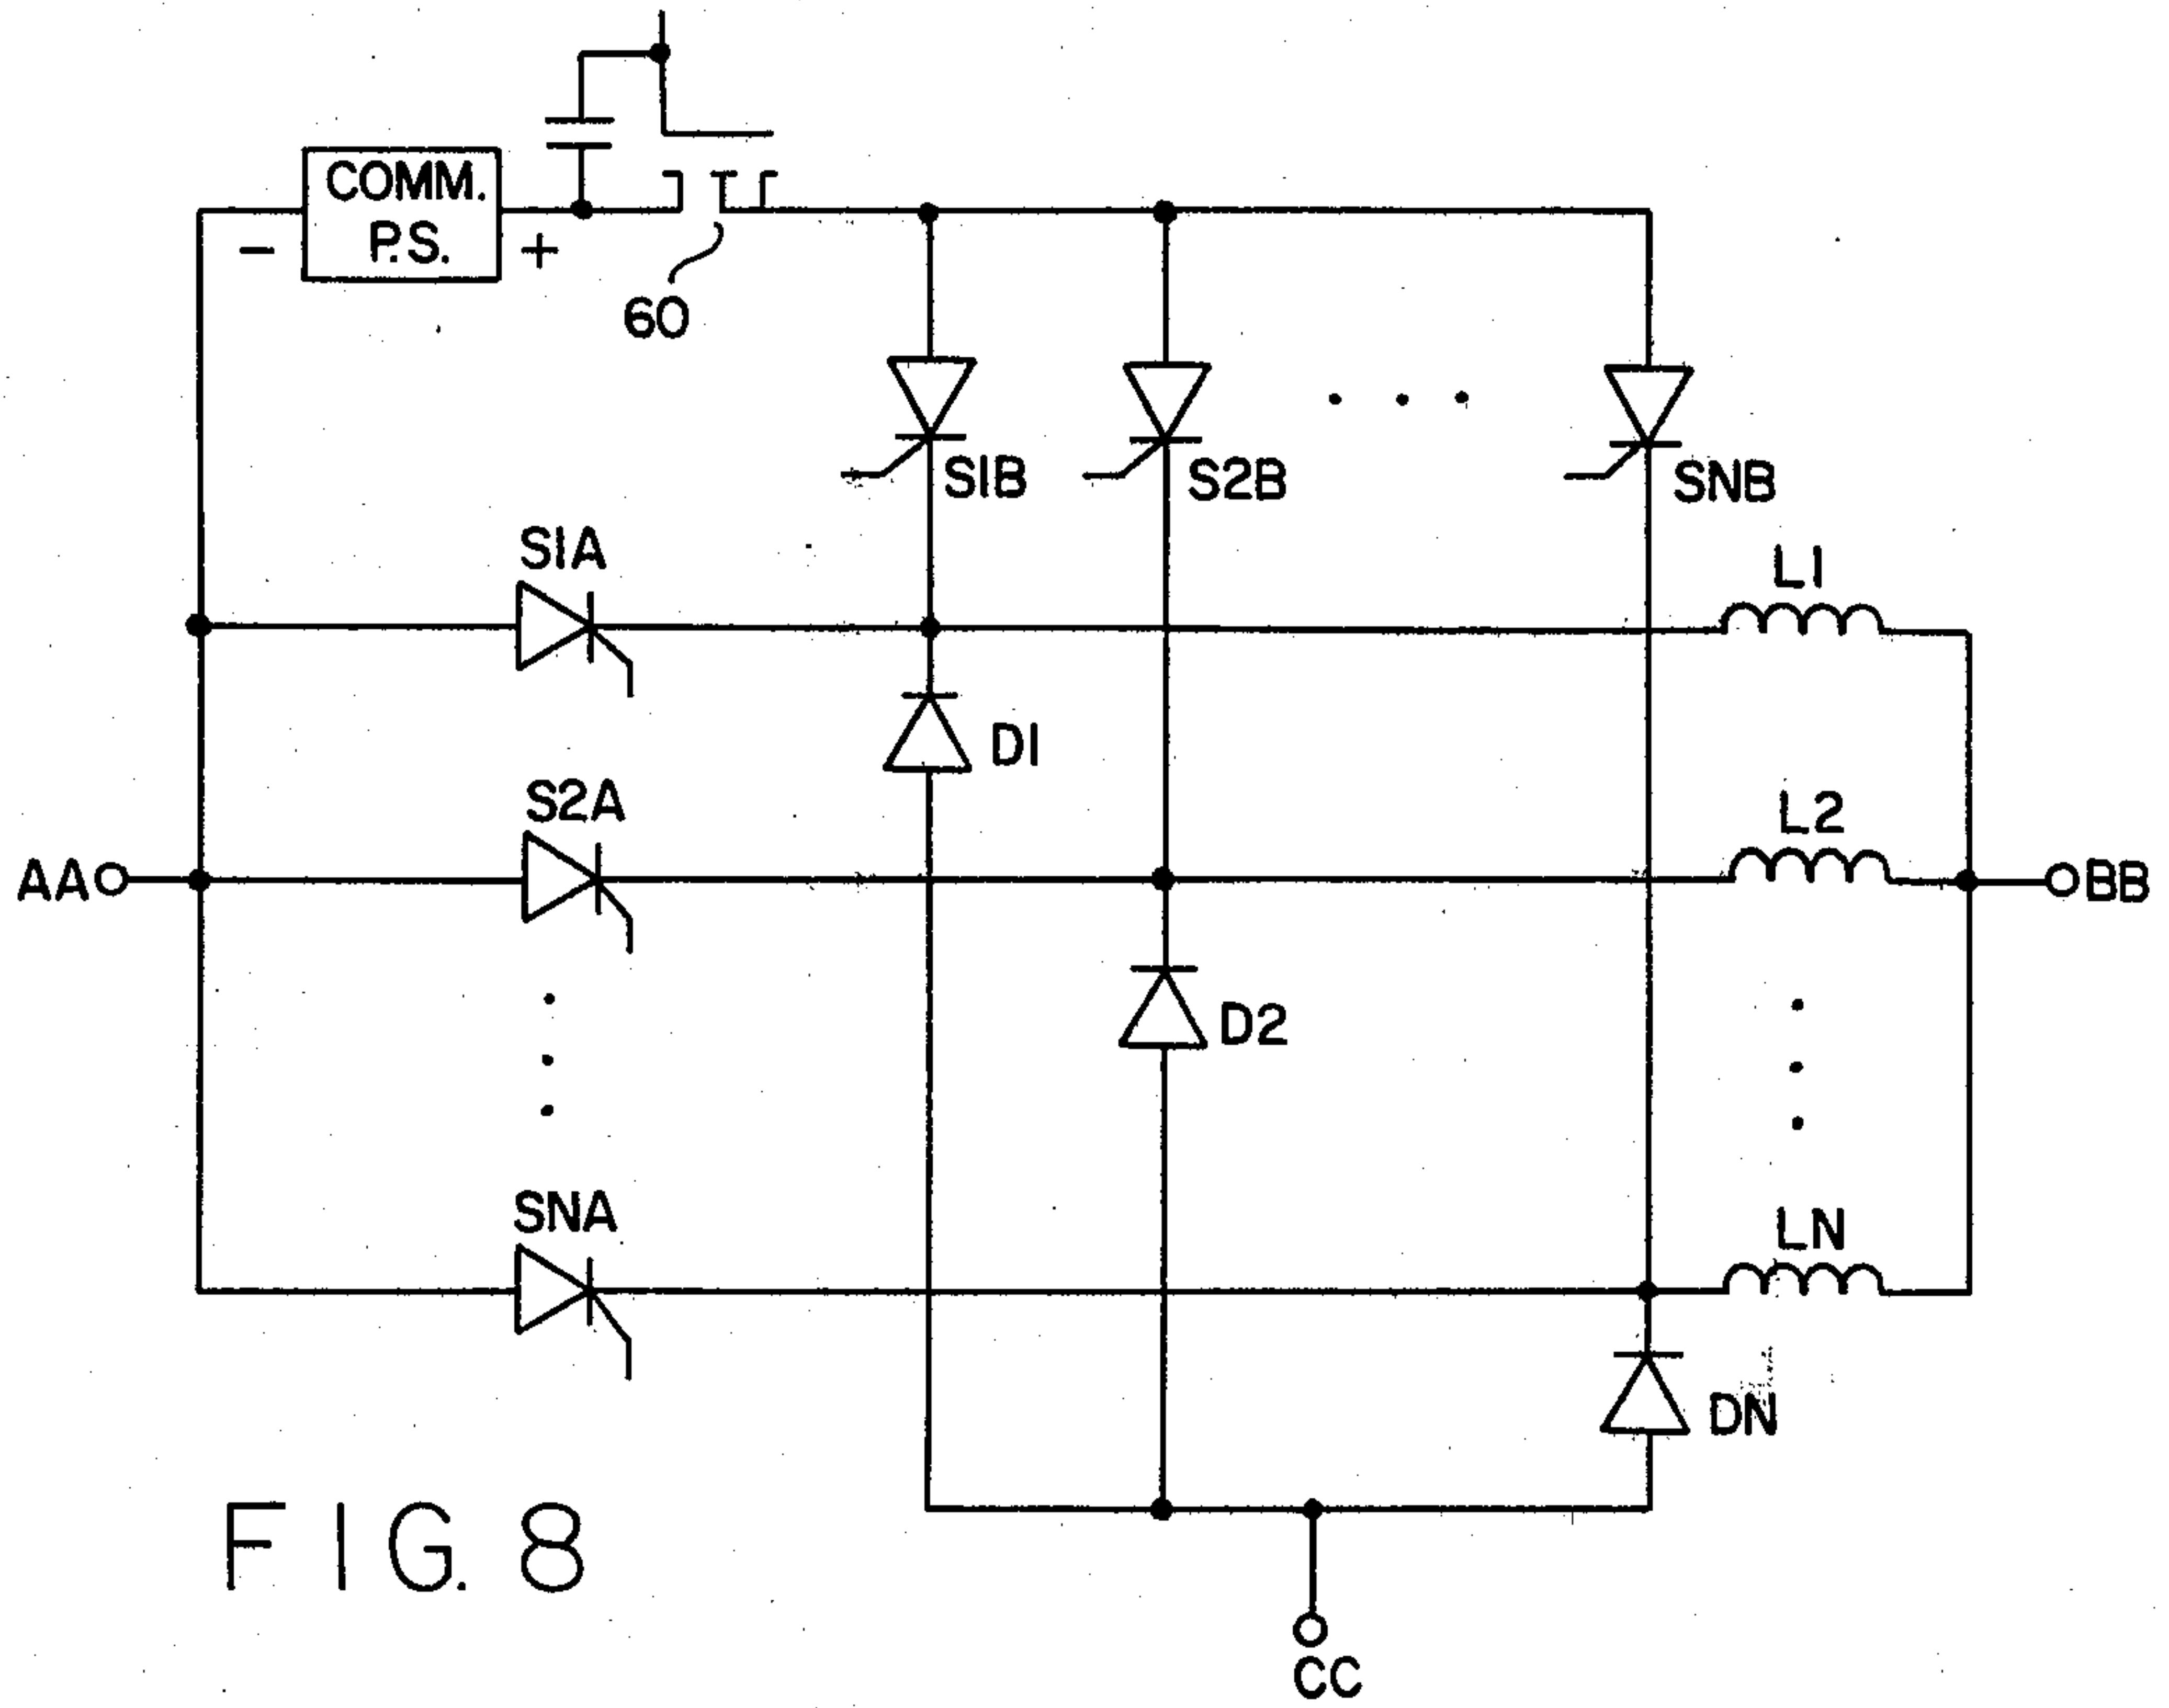 COMM.
P.S.
-
+
60
S1B
S2B
SNB
S1A
L1
D1
S2A
L2
AA
BB
D2
SNA
LN
DN
FIG. 8
CC